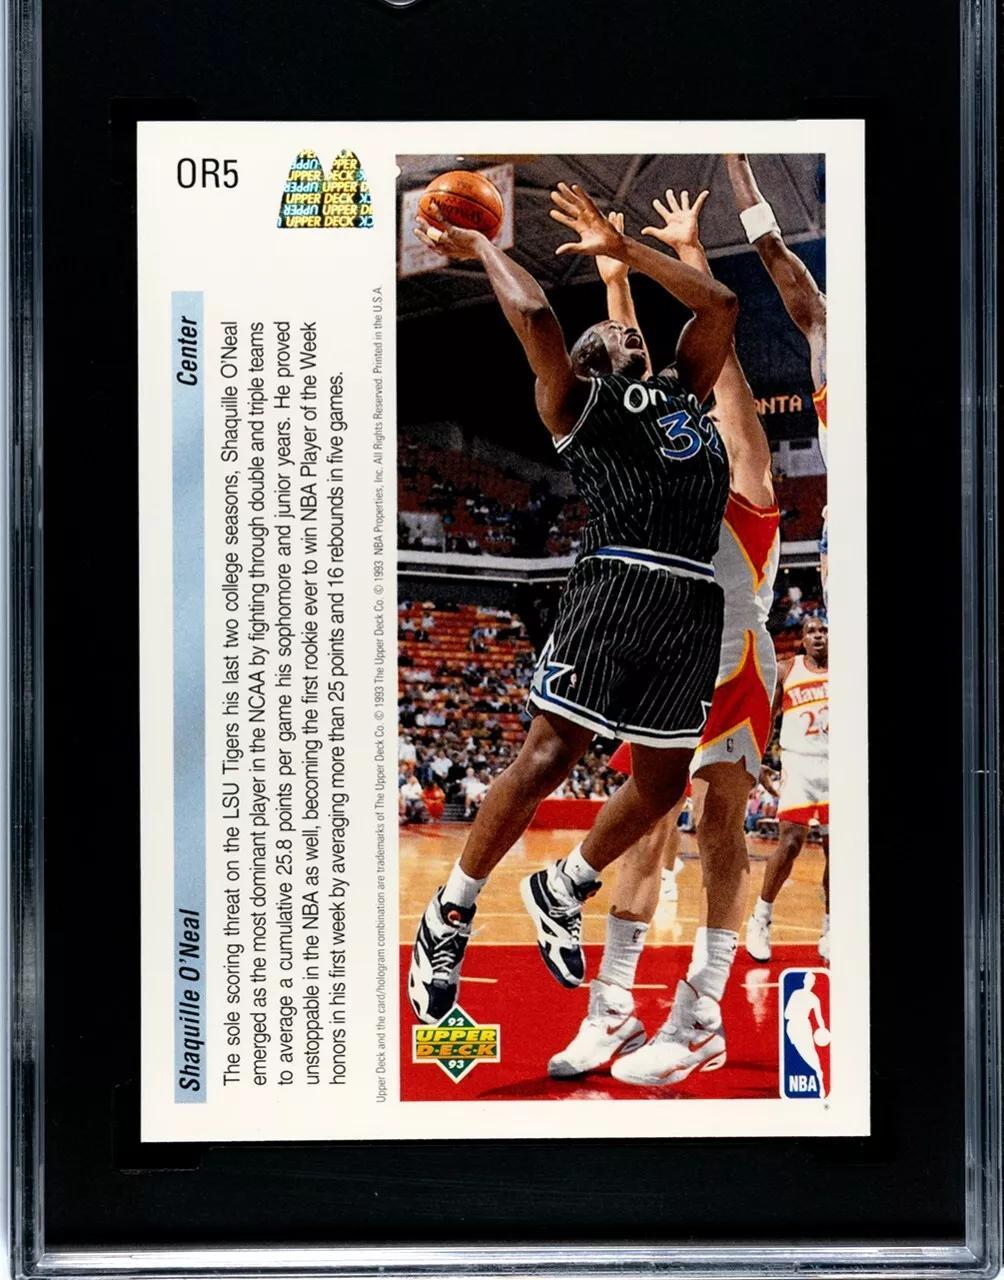 OR5
UPPER DECK
Shaquille O'Neal Center
The sole scoring threat on the LSU Tigers his last two college seasons, Shaquille O'Neal
emerged as the most dominant player in the NCAA by fighting through double and triple teams
to average a cumulative 25.8 points per game his sophomore and junior years. He proved
unstoppable in the NBA as well, becoming the first rookie ever to win NBA Player of the Week
honors in his first week by averaging more than 25 points and 16 rebounds in five games.
Upper Deck and the card/hologram combination are trademarks of The Upper Deck Co. © 1993 The Upper Deck Co. © 1993 NBA Properties, Inc. All Rights Reserved. Printed in the U.S.A.
SPALDING
NTA
Or
32
Haw
2
92
UPPER
D·E·C·K
93
NBA